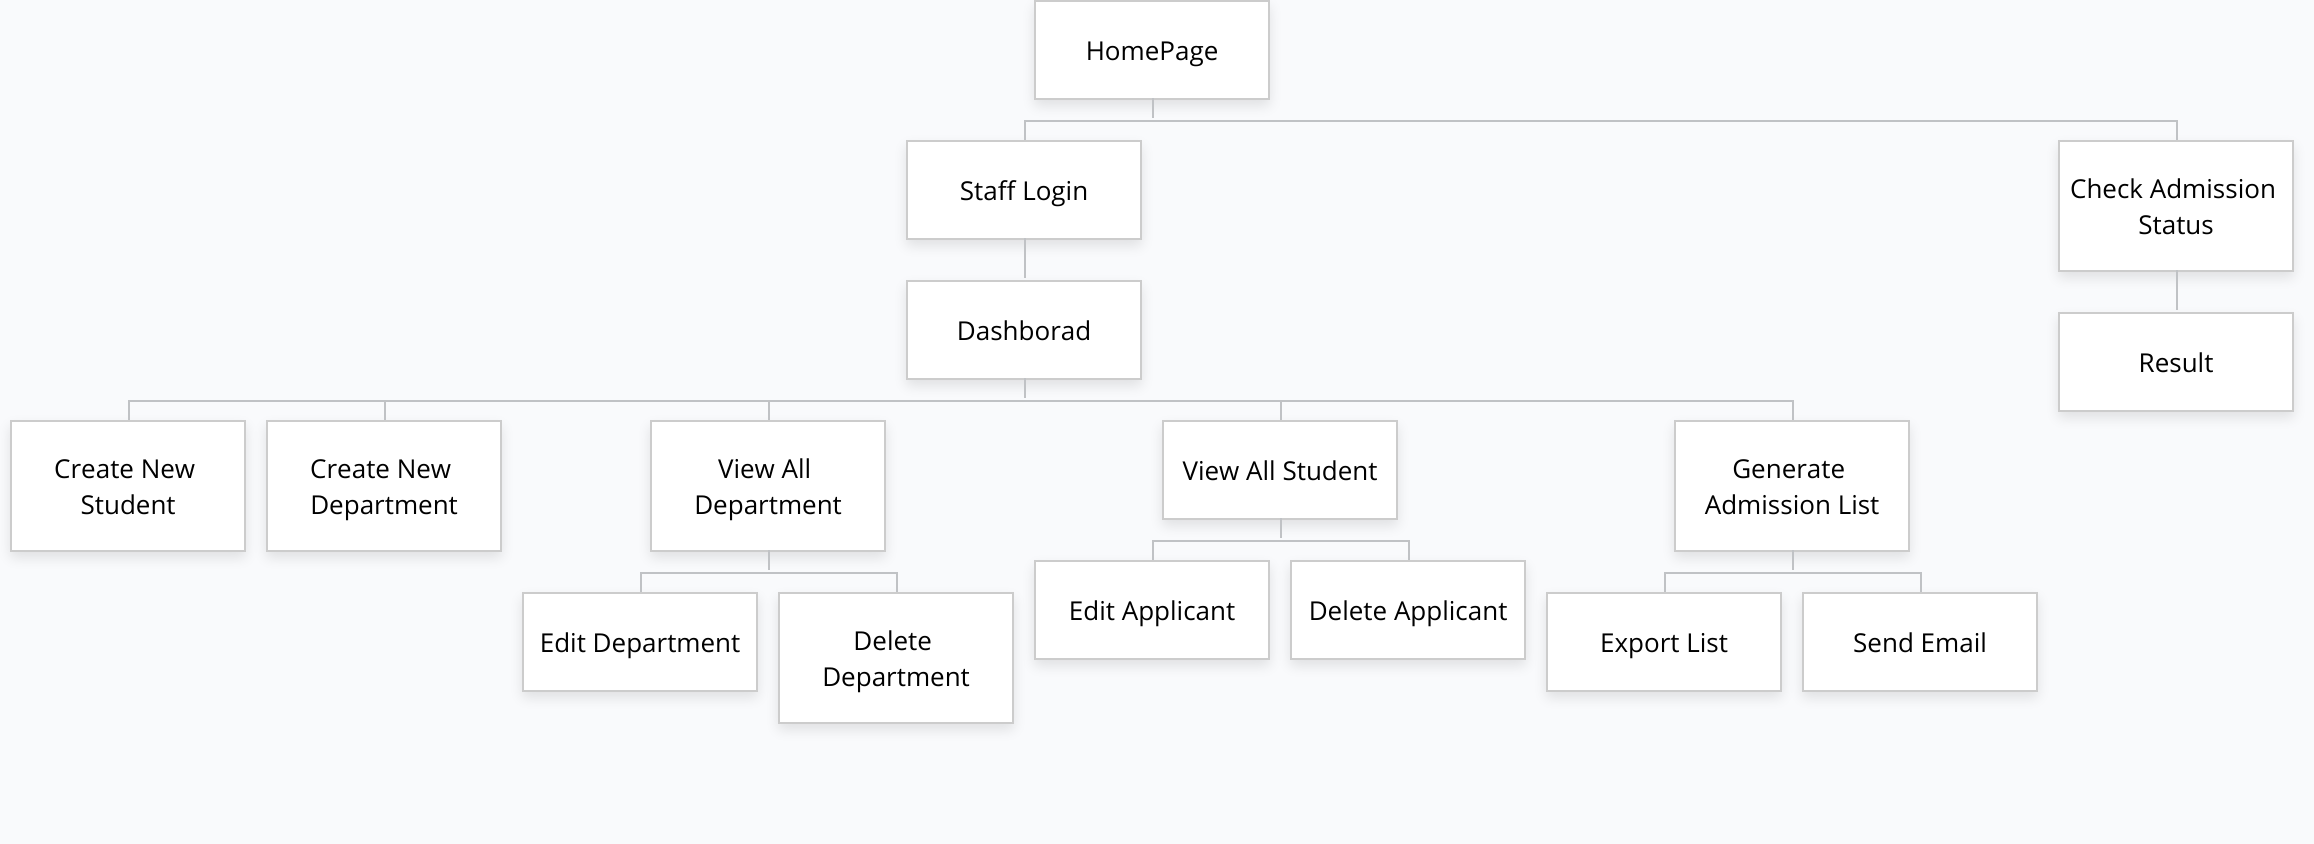 HomePage
Staff Login
Check Admission
Status
Dashborad
Result
Create New
Student
Create New
Department
View All
Department
View All Student
Generate
Admission List
Edit Department
Delete
Department
Edit Applicant
Delete Applicant
Export List
Send Email